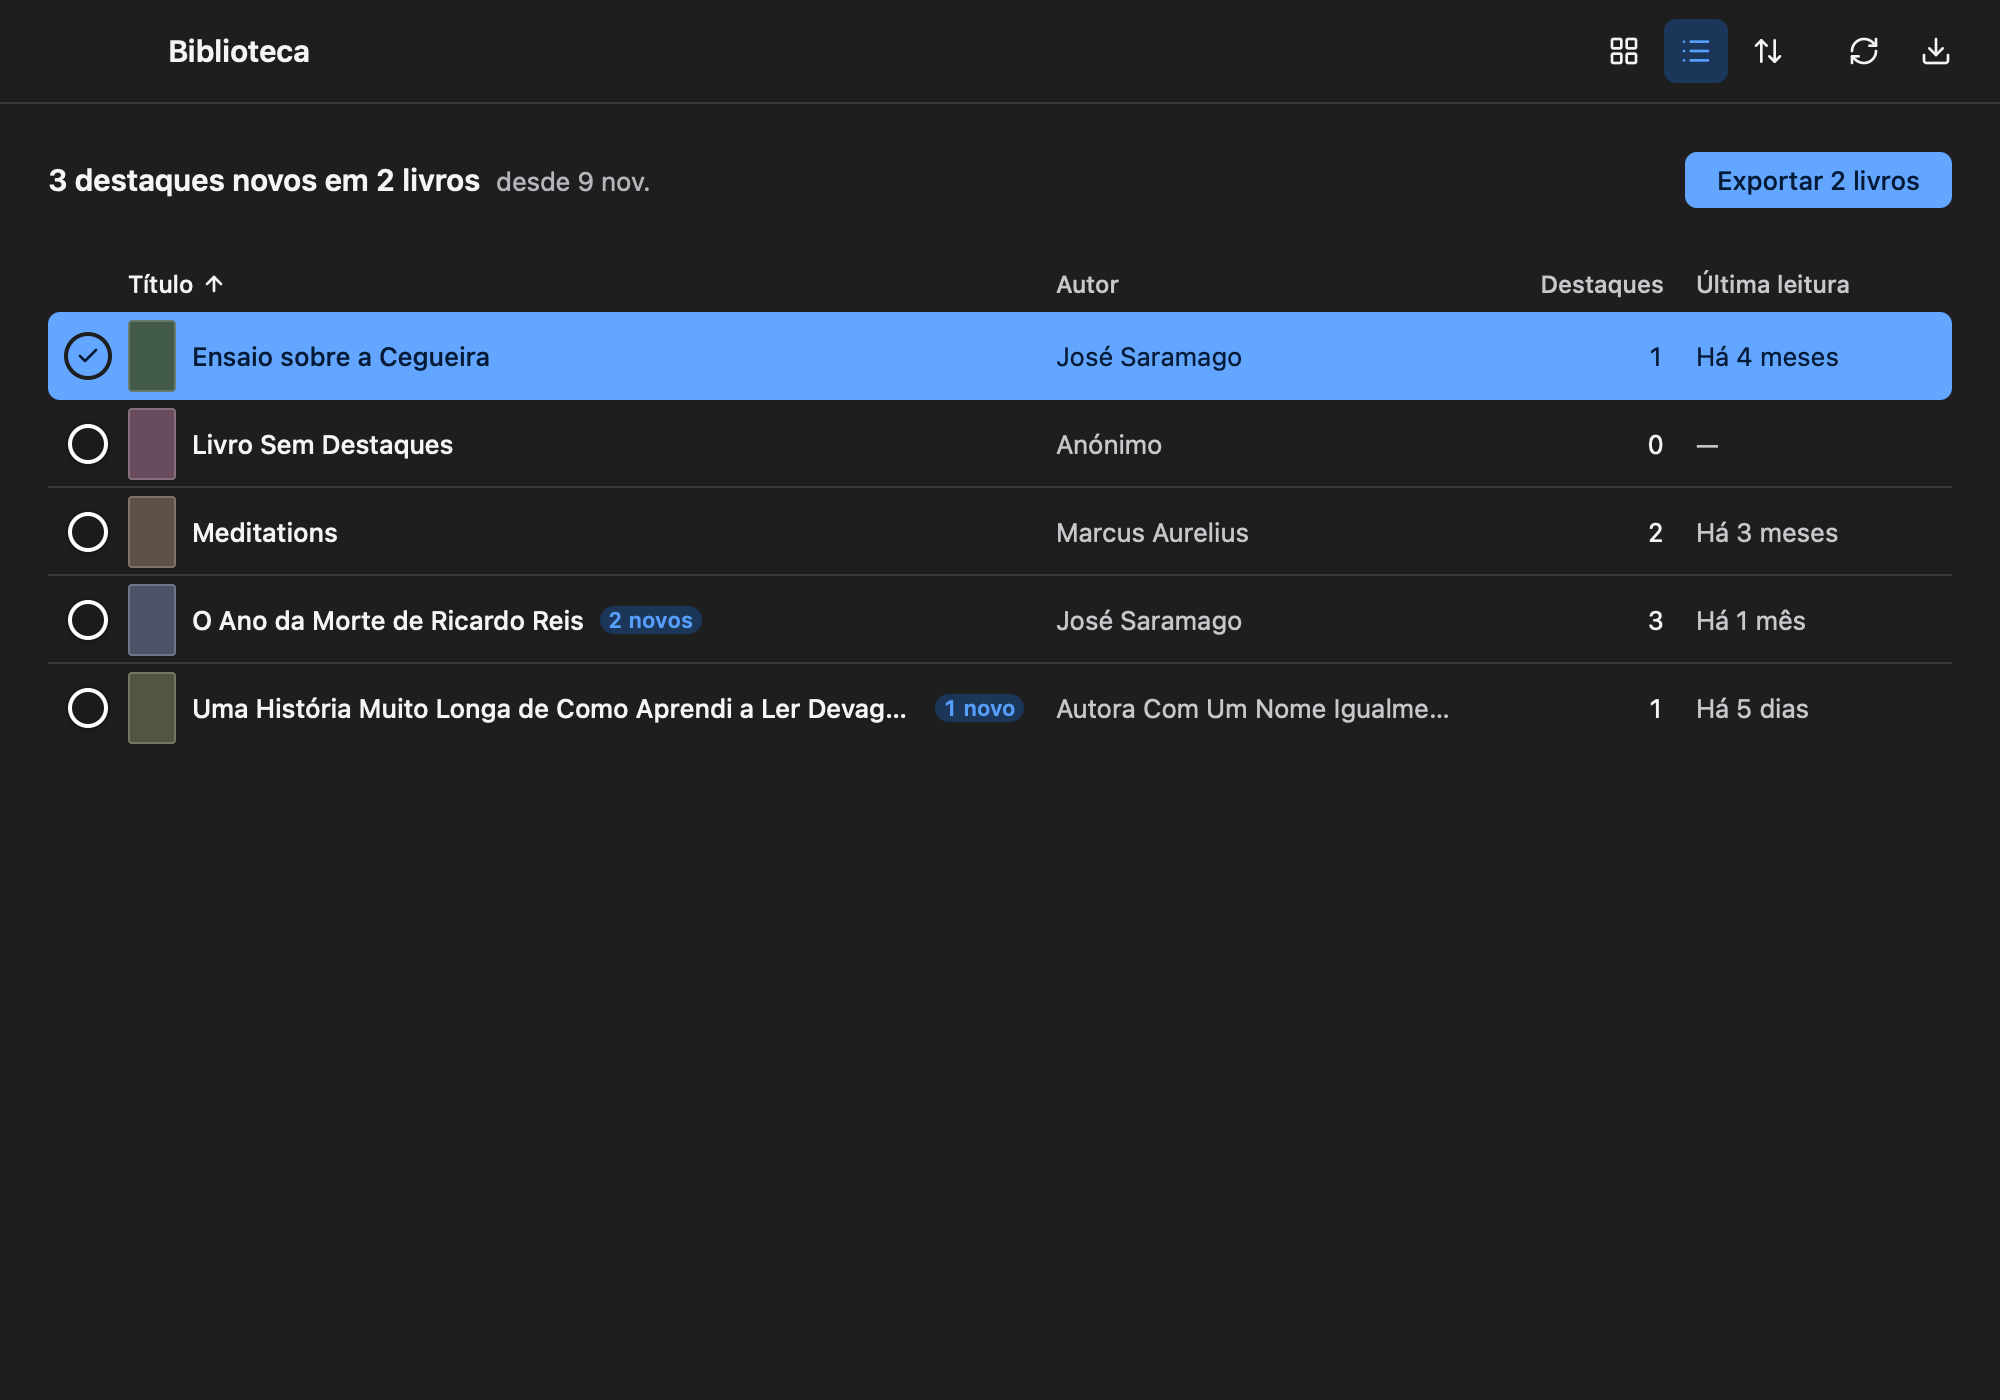 Biblioteca
3 destaques novos em 2 livros desde 9 nov.
Exportar 2 livros
Título Autor Destaques Última leitura
Ensaio sobre a Cegueira José Saramago 1 Há 4 meses
Livro Sem Destaques Anónimo 0 —
Meditations Marcus Aurelius 2 Há 3 meses
O Ano da Morte de Ricardo Reis 2 novos José Saramago 3 Há 1 mês
Uma História Muito Longa de Como Aprendi a Ler Devag... 1 novo Autora Com Um Nome Igualme... 1 Há 5 dias